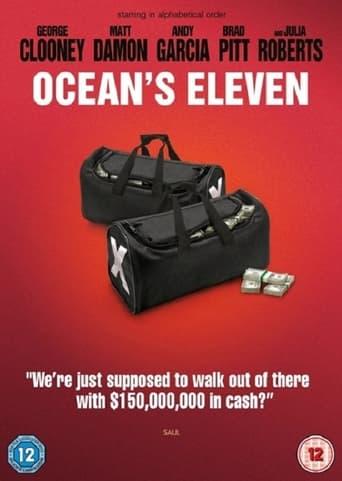 starring in alphabetical order
GEORGE MATT ANDY BRAD AND JULIA
CLOONEY DAMON GARCIA PITT ROBERTS
OCEAN'S ELEVEN
X
X
"We're just supposed to walk out of there
with $150,000,000 in cash?"
SAUL
12 12